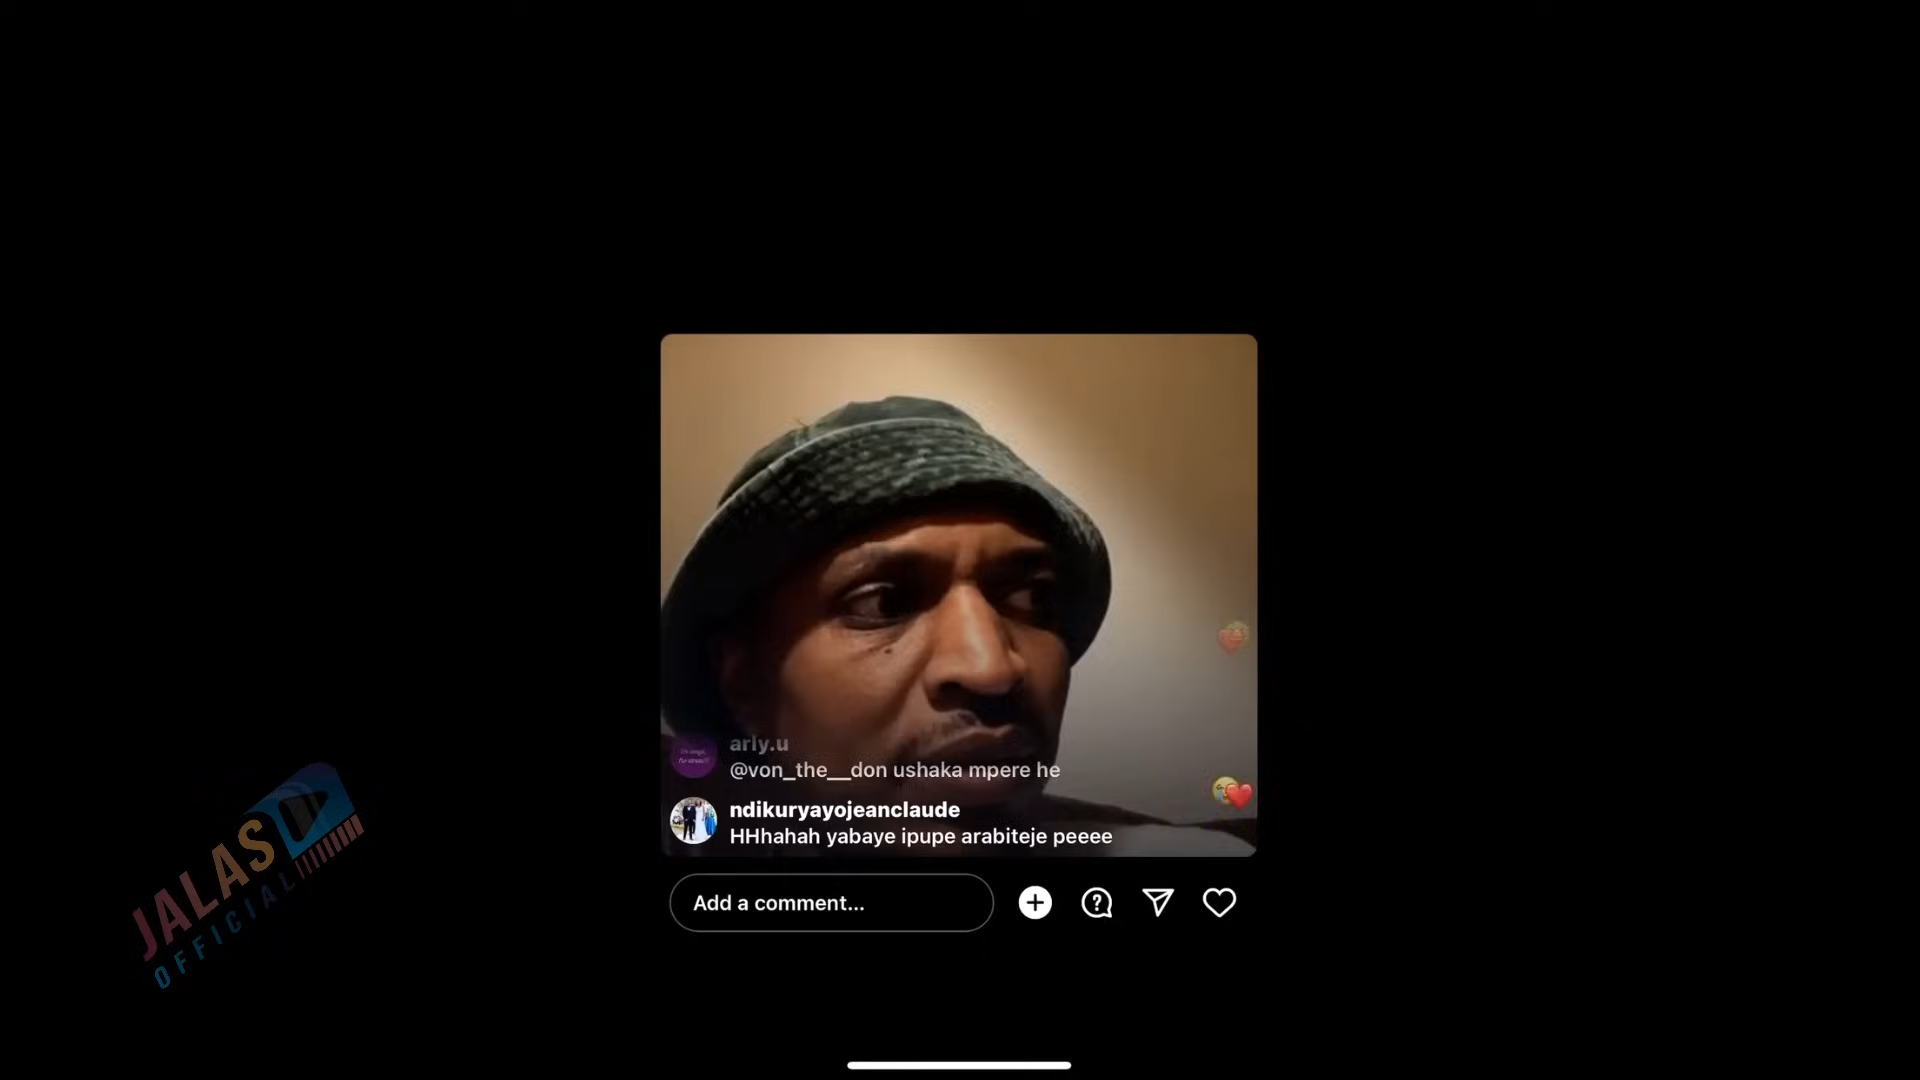 arly.u
@von_the__don ushaka mpere he
ndikuryayojeanclaude
HHhahah yabaye ipupe arabiteje peeee
Add a comment...
JALAS
OFFICIAL